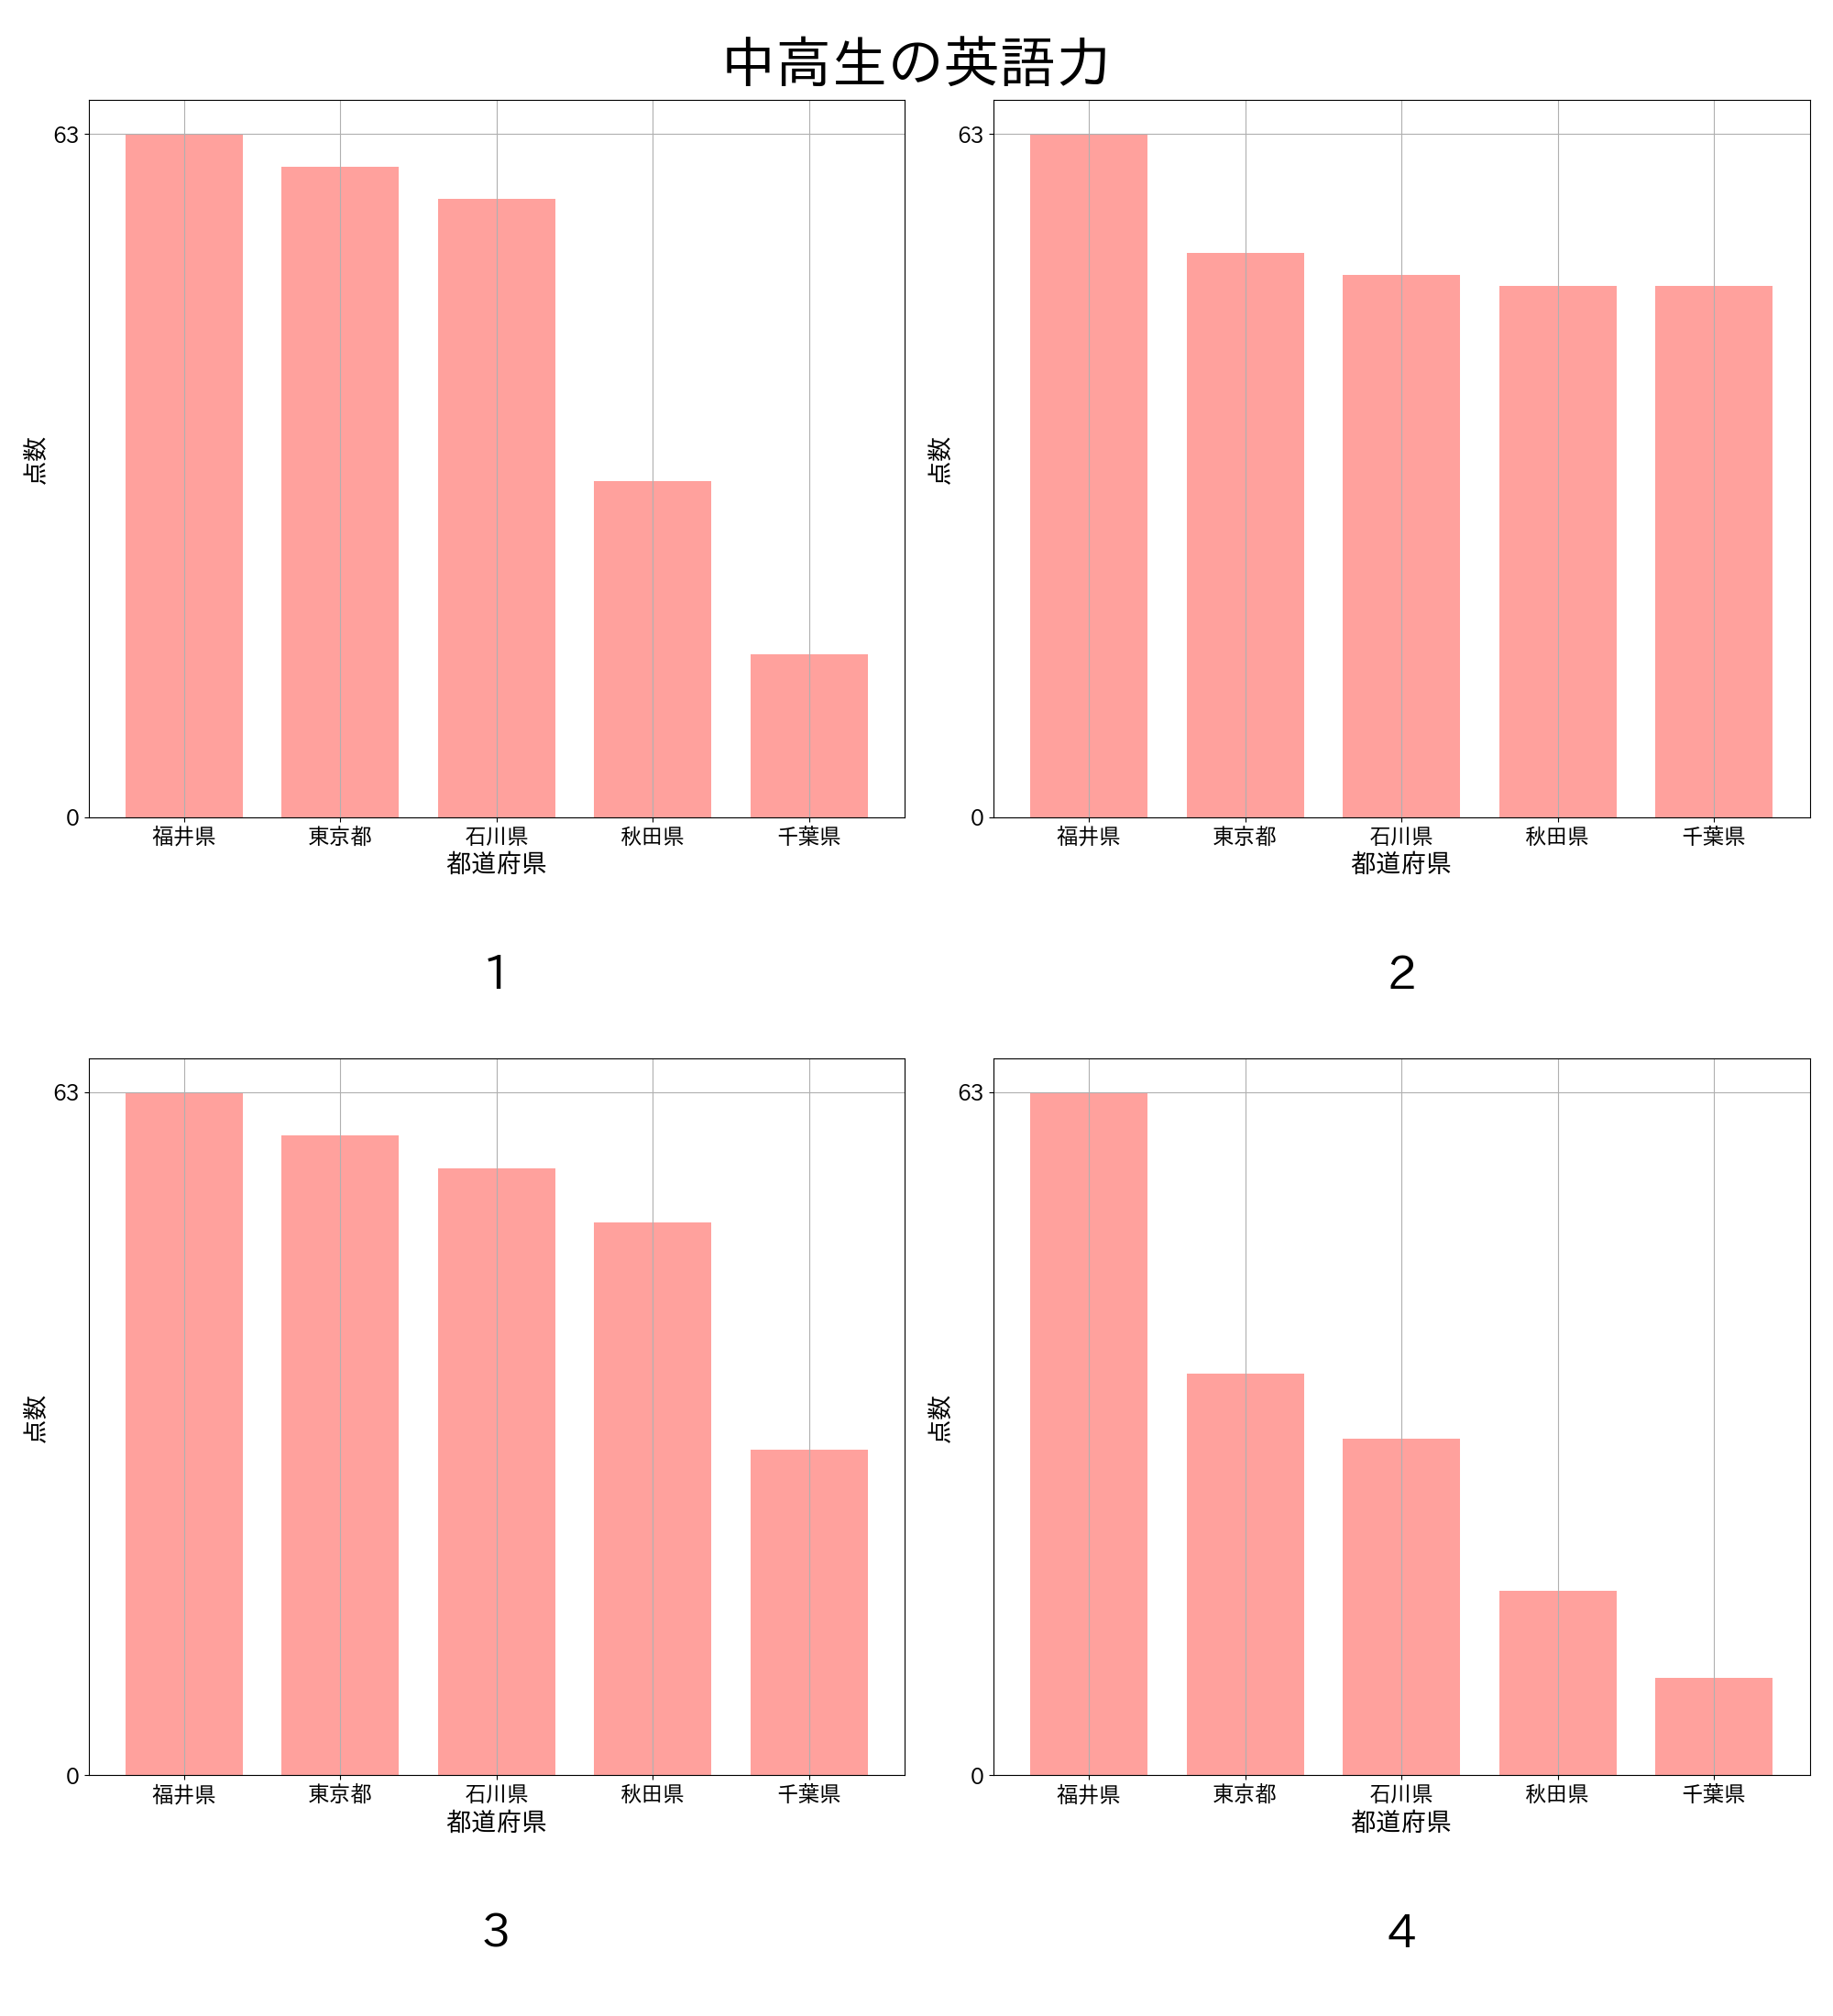 中高生の英語力
63
点数
0
福井県 東京都 石川県 秋田県 千葉県
都道府県
1
63
点数
0
福井県 東京都 石川県 秋田県 千葉県
都道府県
2
63
点数
0
福井県 東京都 石川県 秋田県 千葉県
都道府県
3
63
点数
0
福井県 東京都 石川県 秋田県 千葉県
都道府県
4